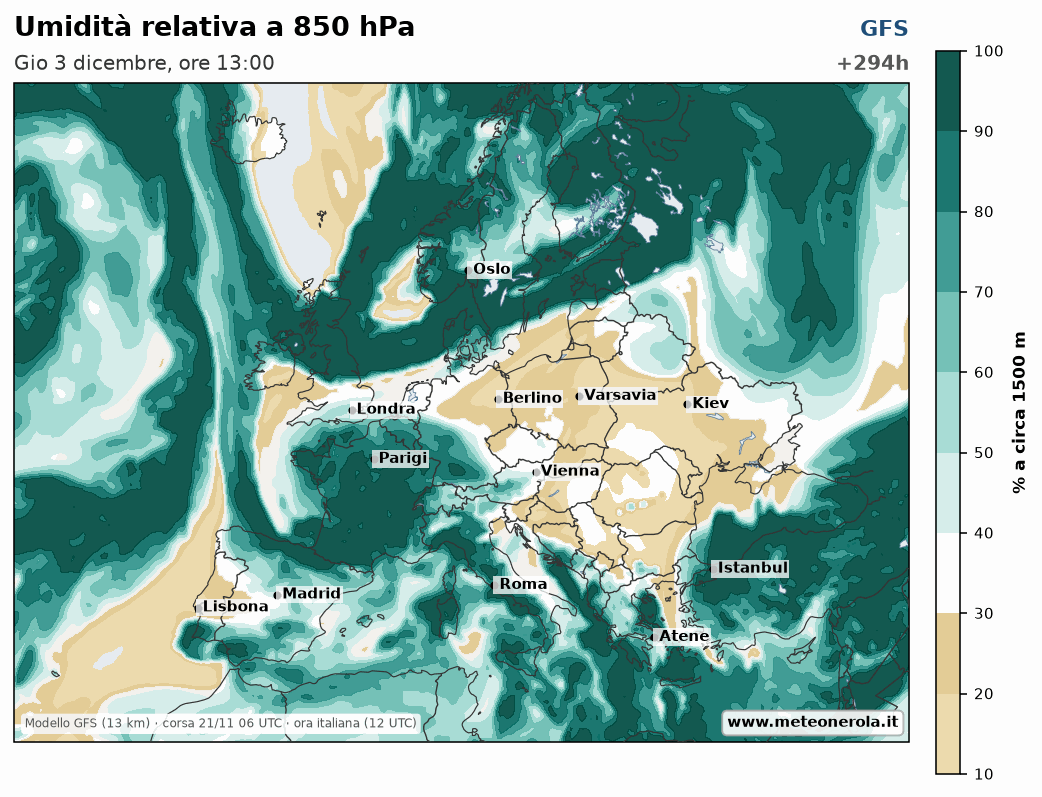 Umidità relativa a 850 hPa
GFS
Gio 3 dicembre, ore 13:00
+294h
100
90
80
70
60
50
40
30
20
10
% a circa 1500 m
Oslo
Londra
Berlino
Varsavia
Kiev
Parigi
Vienna
Istanbul
Roma
Madrid
Lisbona
Atene
Modello GFS (13 km) · corsa 21/11 06 UTC · ora italiana (12 UTC)
www.meteonerola.it